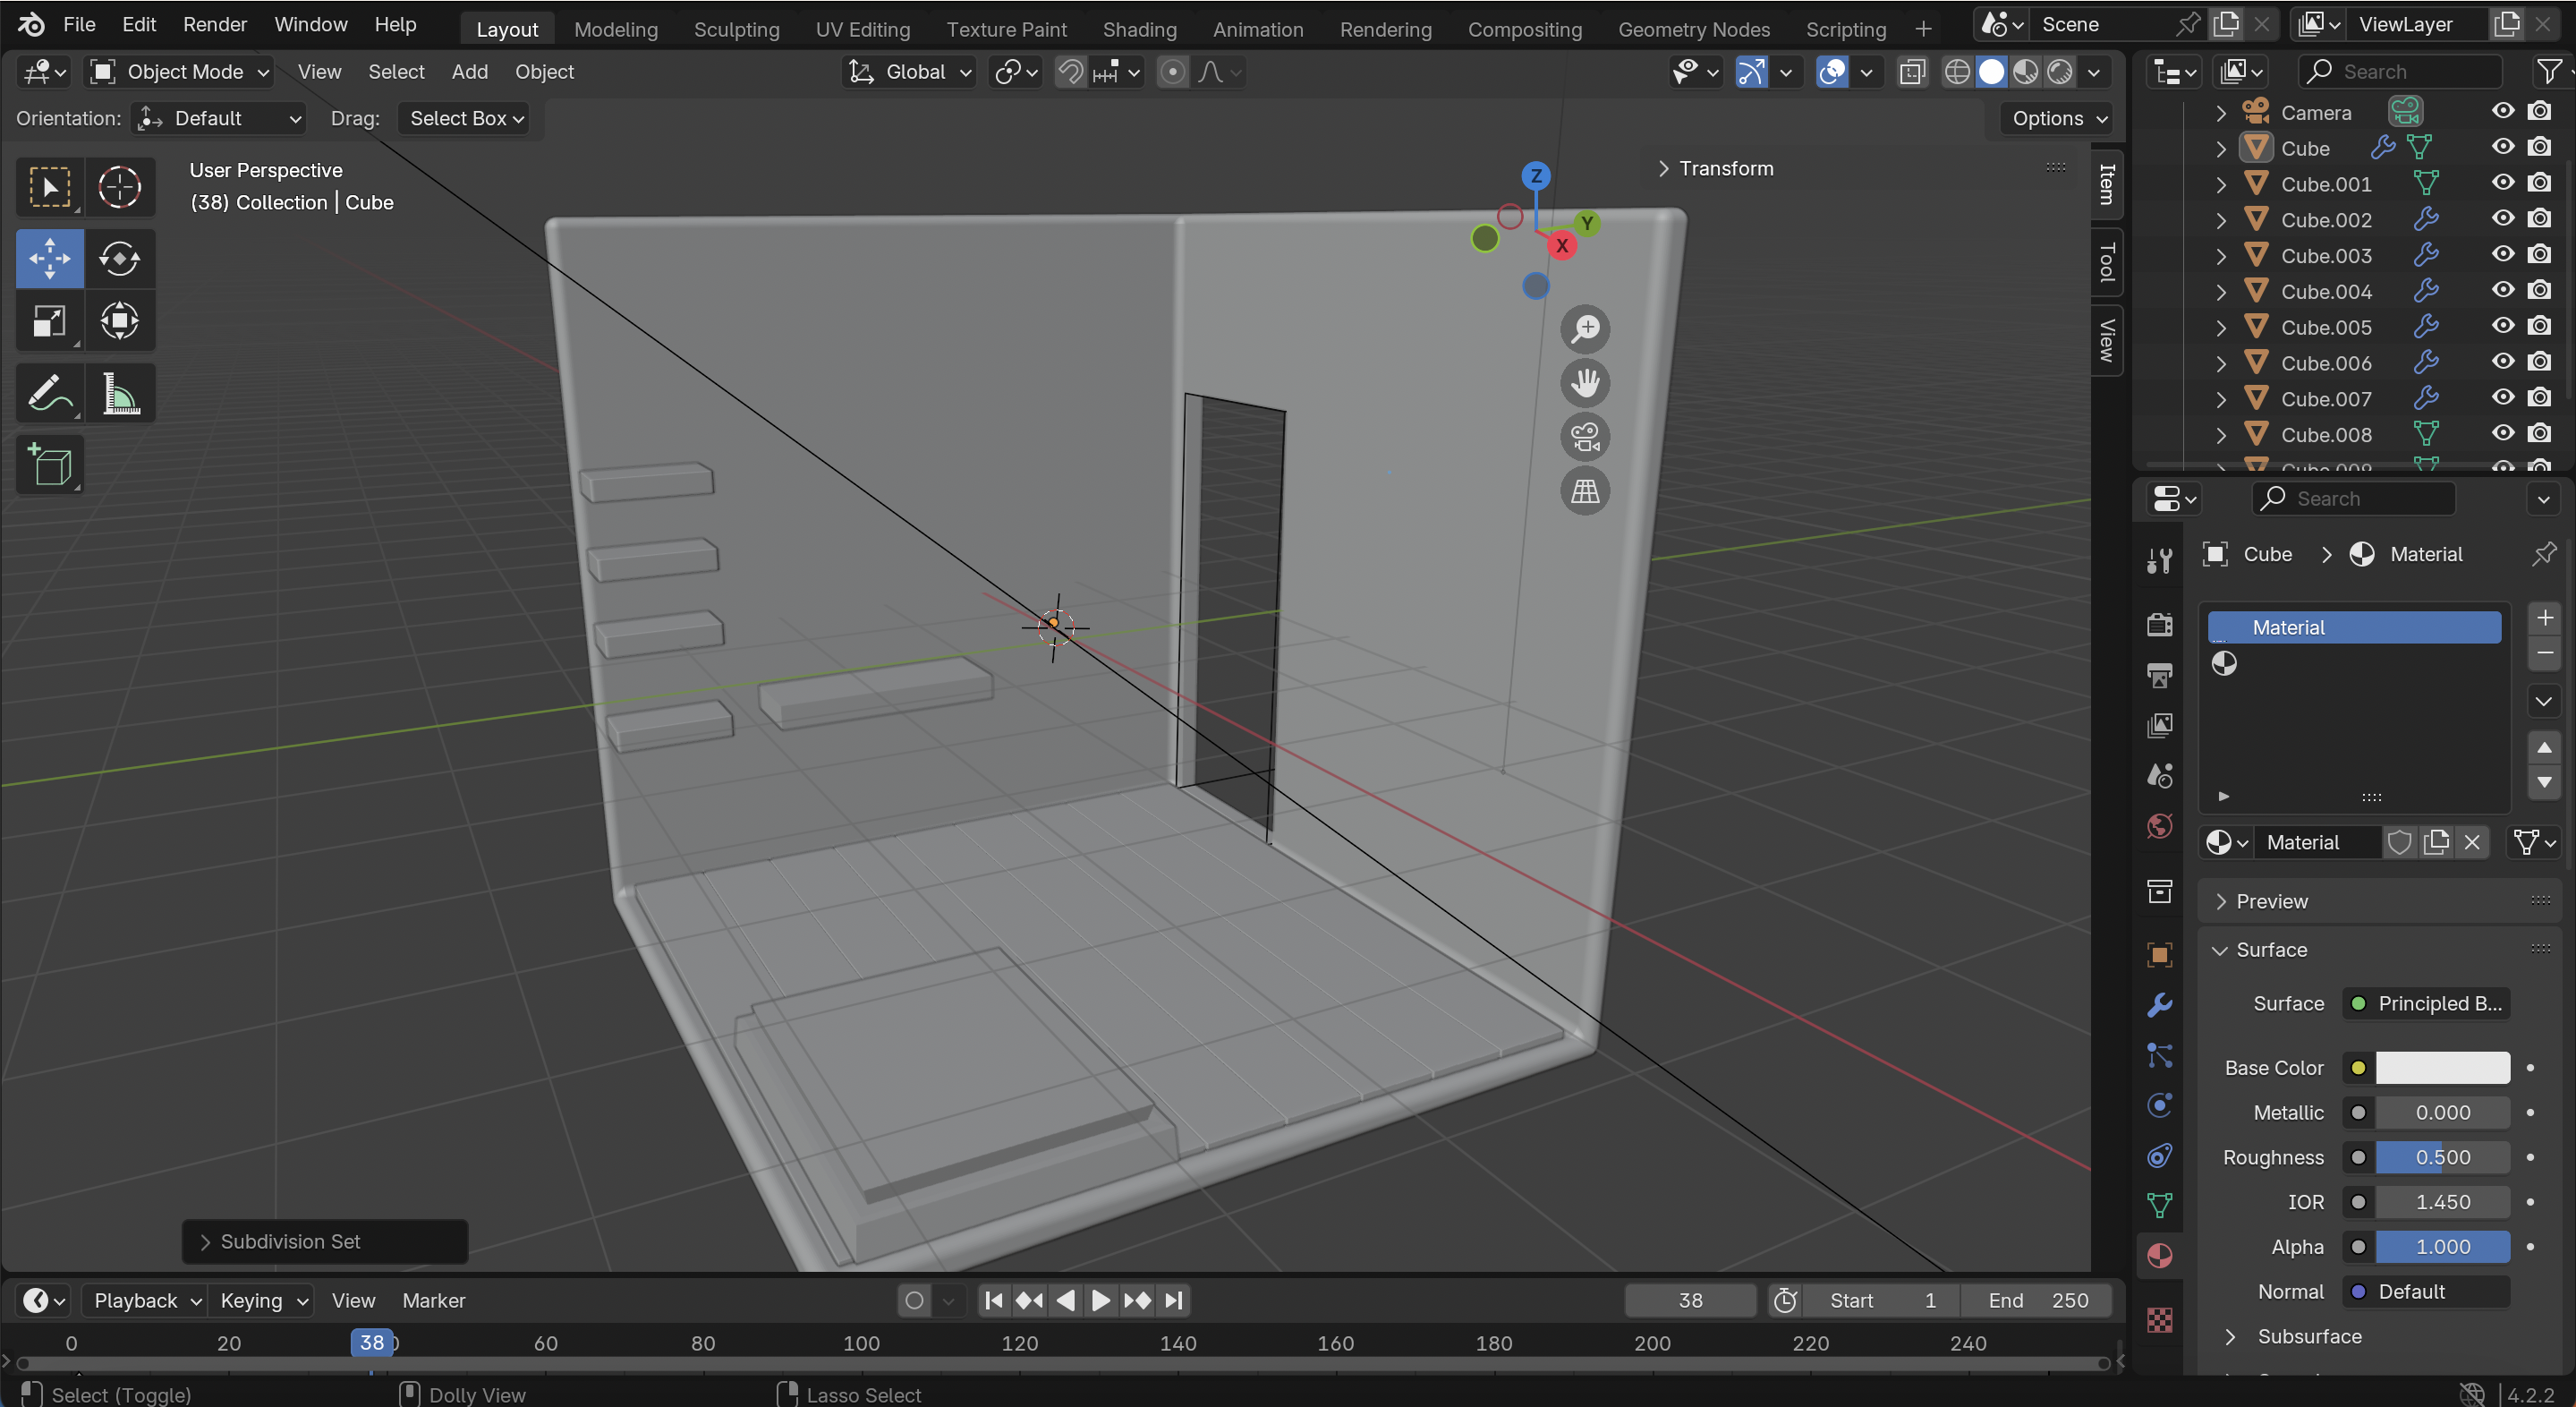 File Edit Render Window Help Layout Modeling Sculpting UV Editing Texture Paint Shading Animation Rendering Compositing Geometry Nodes Scripting + Scene ViewLayer
Object Mode View Select Add Object Global Search
Orientation: Default Drag: Select Box Options
User Perspective
(38) Collection | Cube
Transform
Item
Tool
View
Z
Y
X
Camera
Cube
Cube.001
Cube.002
Cube.003
Cube.004
Cube.005
Cube.006
Cube.007
Cube.008
Cube.009
Search
Cube > Material
Material
Material
Preview
Surface
Surface Principled B...
Base Color
Metallic 0.000
Roughness 0.500
IOR 1.450
Alpha 1.000
Normal Default
Subsurface
Subdivision Set
Playback Keying View Marker 38 Start 1 End 250
0 20 38 60 80 100 120 140 160 180 200 220 240
Select (Toggle) Dolly View Lasso Select 4.2.2